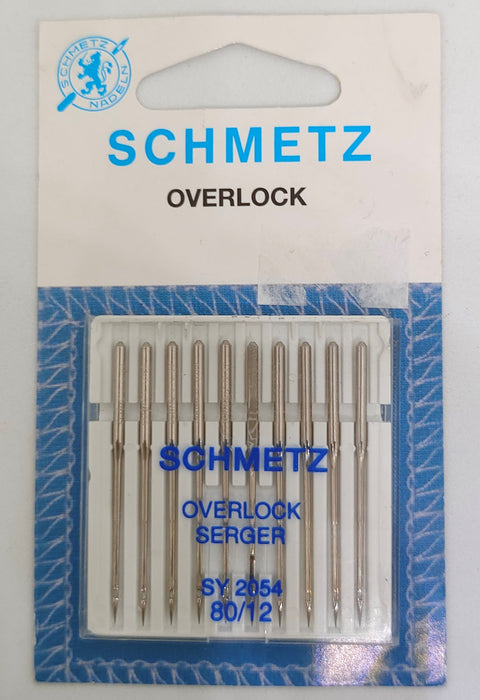 SCHMETZ
NADELN
SCHMETZ
OVERLOCK
SCHMETZ
OVERLOCK
SERGER
SY 2054
80/12